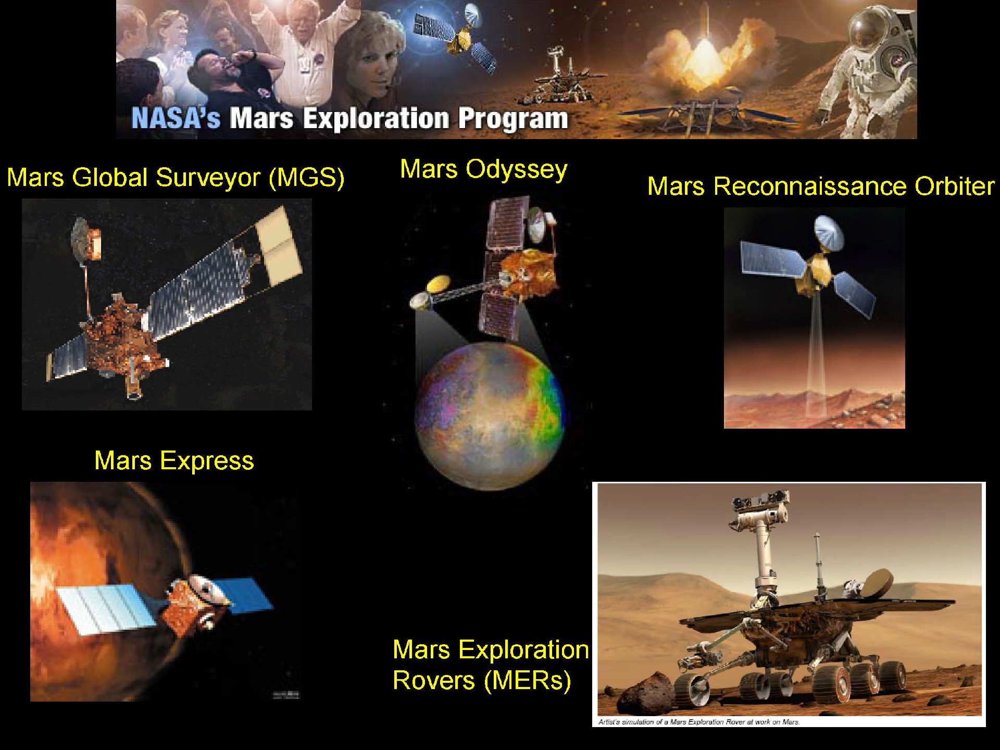 NASA's Mars Exploration Program
Mars Global Surveyor (MGS)
Mars Odyssey
Mars Reconnaissance Orbiter
Mars Express
Mars Exploration
Rovers (MERs)
Artist's simulation of a Mars Exploration Rover at work on Mars.